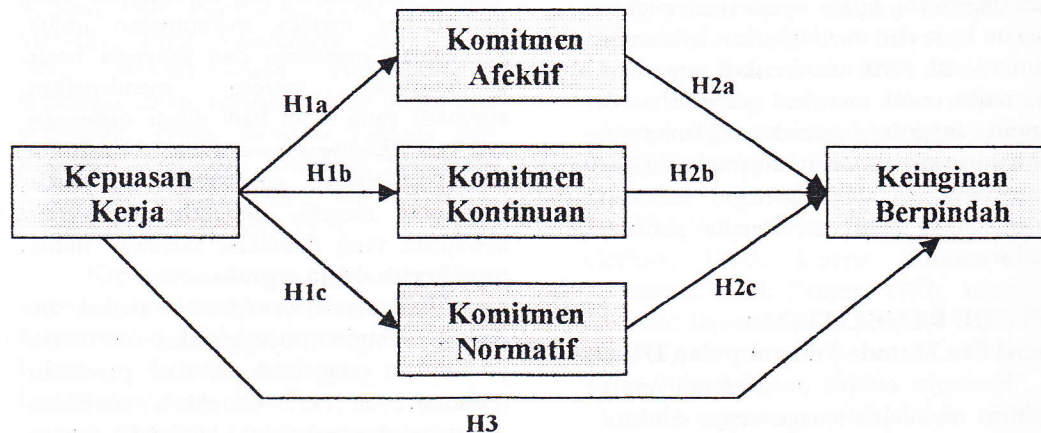 Komitmen
Afektif
H1a
H2a
Kepuasan
Kerja
H1b
Komitmen
Kontinuan
H2b
Keinginan
Berpindah
H1c
Komitmen
Normatif
H2c
H3